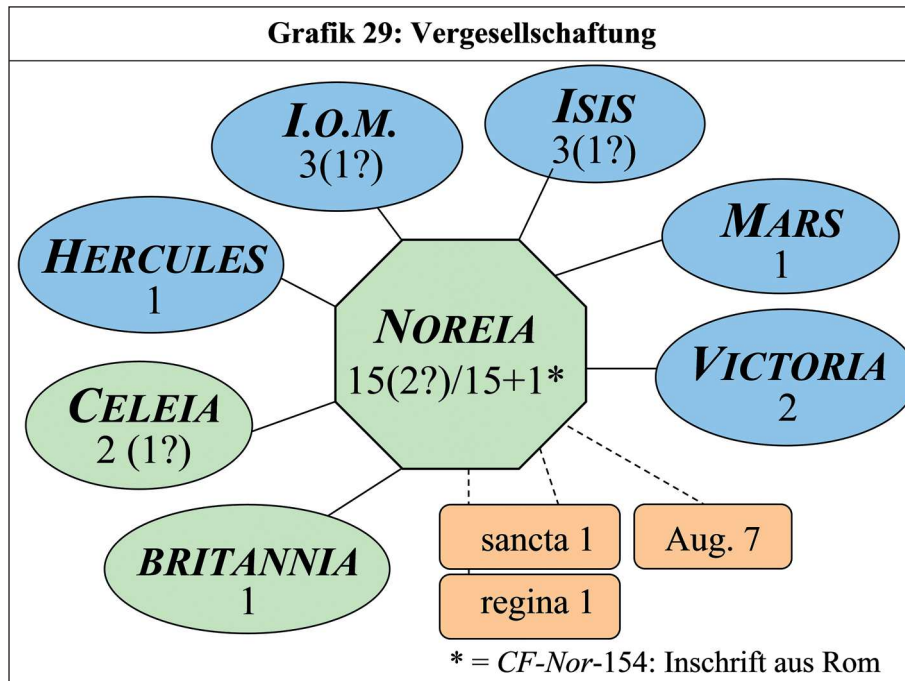 Grafik 29: Vergesellschaftung
I.O.M.
3(1?)
ISIS
3(1?)
HERCULES
1
MARS
1
NOREIA
15(2?)/15+1*
VICTORIA
2
CELEIA
2 (1?)
BRITANNIA
1
sancta 1
Aug. 7
regina 1
* = CF-Nor-154: Inschrift aus Rom